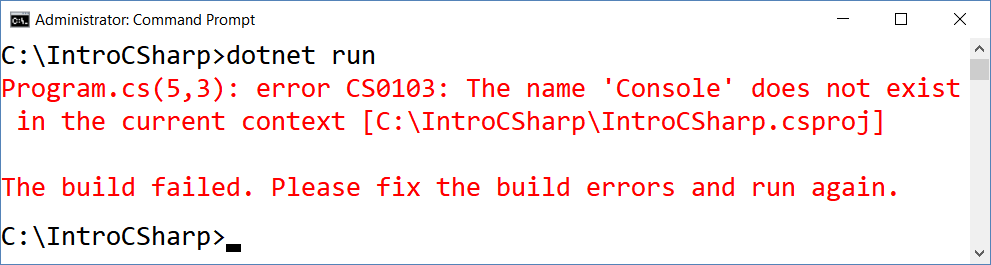 Administrator: Command Prompt
C:\IntroCSharp>dotnet run
Program.cs(5,3): error CS0103: The name 'Console' does not exist
in the current context [C:\IntroCSharp\IntroCSharp.csproj]
The build failed. Please fix the build errors and run again.
C:\IntroCSharp>